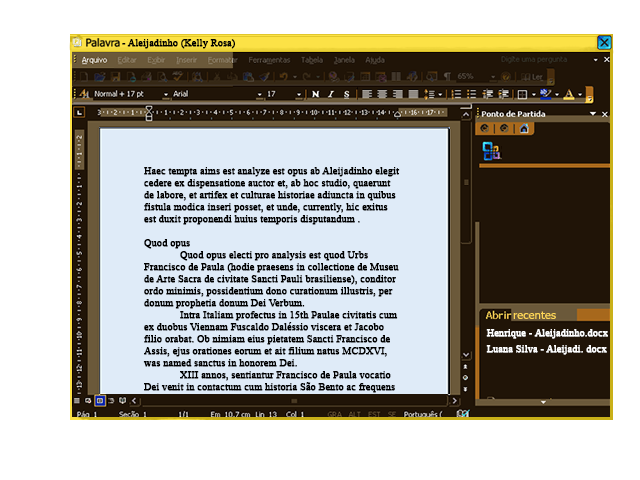 Palavra - Aleijadinho (Kelly Rosa)
Arquivo Editar Exibir Inserir Formatar Ferramentas Tabela Janela Ajuda Digite uma pergunta
65% Ler
Normal + 17 pt Arial 17 N I S
Ponto de Partida
Haec tempta aims est analyze est opus ab Aleijadinho elegit
cedere ex dispensatione auctor et, ab hoc studio, quaerunt
de labore, et artifex et culturae historiae adiuncta in quibus
fistula modica inseri posset, et unde, currently, hic exitus
est duxit proponendi huius temporis disputandum .
Quod opus
Quod opus electi pro analysis est quod Urbs
Francisco de Paula (hodie praesens in collectione de Museu
de Arte Sacra de civitate Sancti Pauli brasiliense), conditor
ordo minimis, possidentium dono curationum illustris, per
donum prophetia donum Dei Verbum.
Intra Italiam profectus in 15th Paulae civitatis cum
ex duobus Viennam Fuscaldo Daléssio viscera et Jacobo
filio orabat. Ob nimiam eius pietatem Sancti Francisco de
Assis, ejus orationes eorum et ait filium natus MCDXVI,
was named sanctus in honorem Dei.
XIII annos, sentiantur Francisco de Paula vocatio
Dei venit in contactum cum historia São Bento ac frequens
Abrir recentes
Henrique - Aleijadinho.docx
Luana Silva - Aleijadi. docx
Pág 1 Seção 1 1/1 Em 10,7 cm Lin 13 Col 1 GRA ALT EST SE Português (